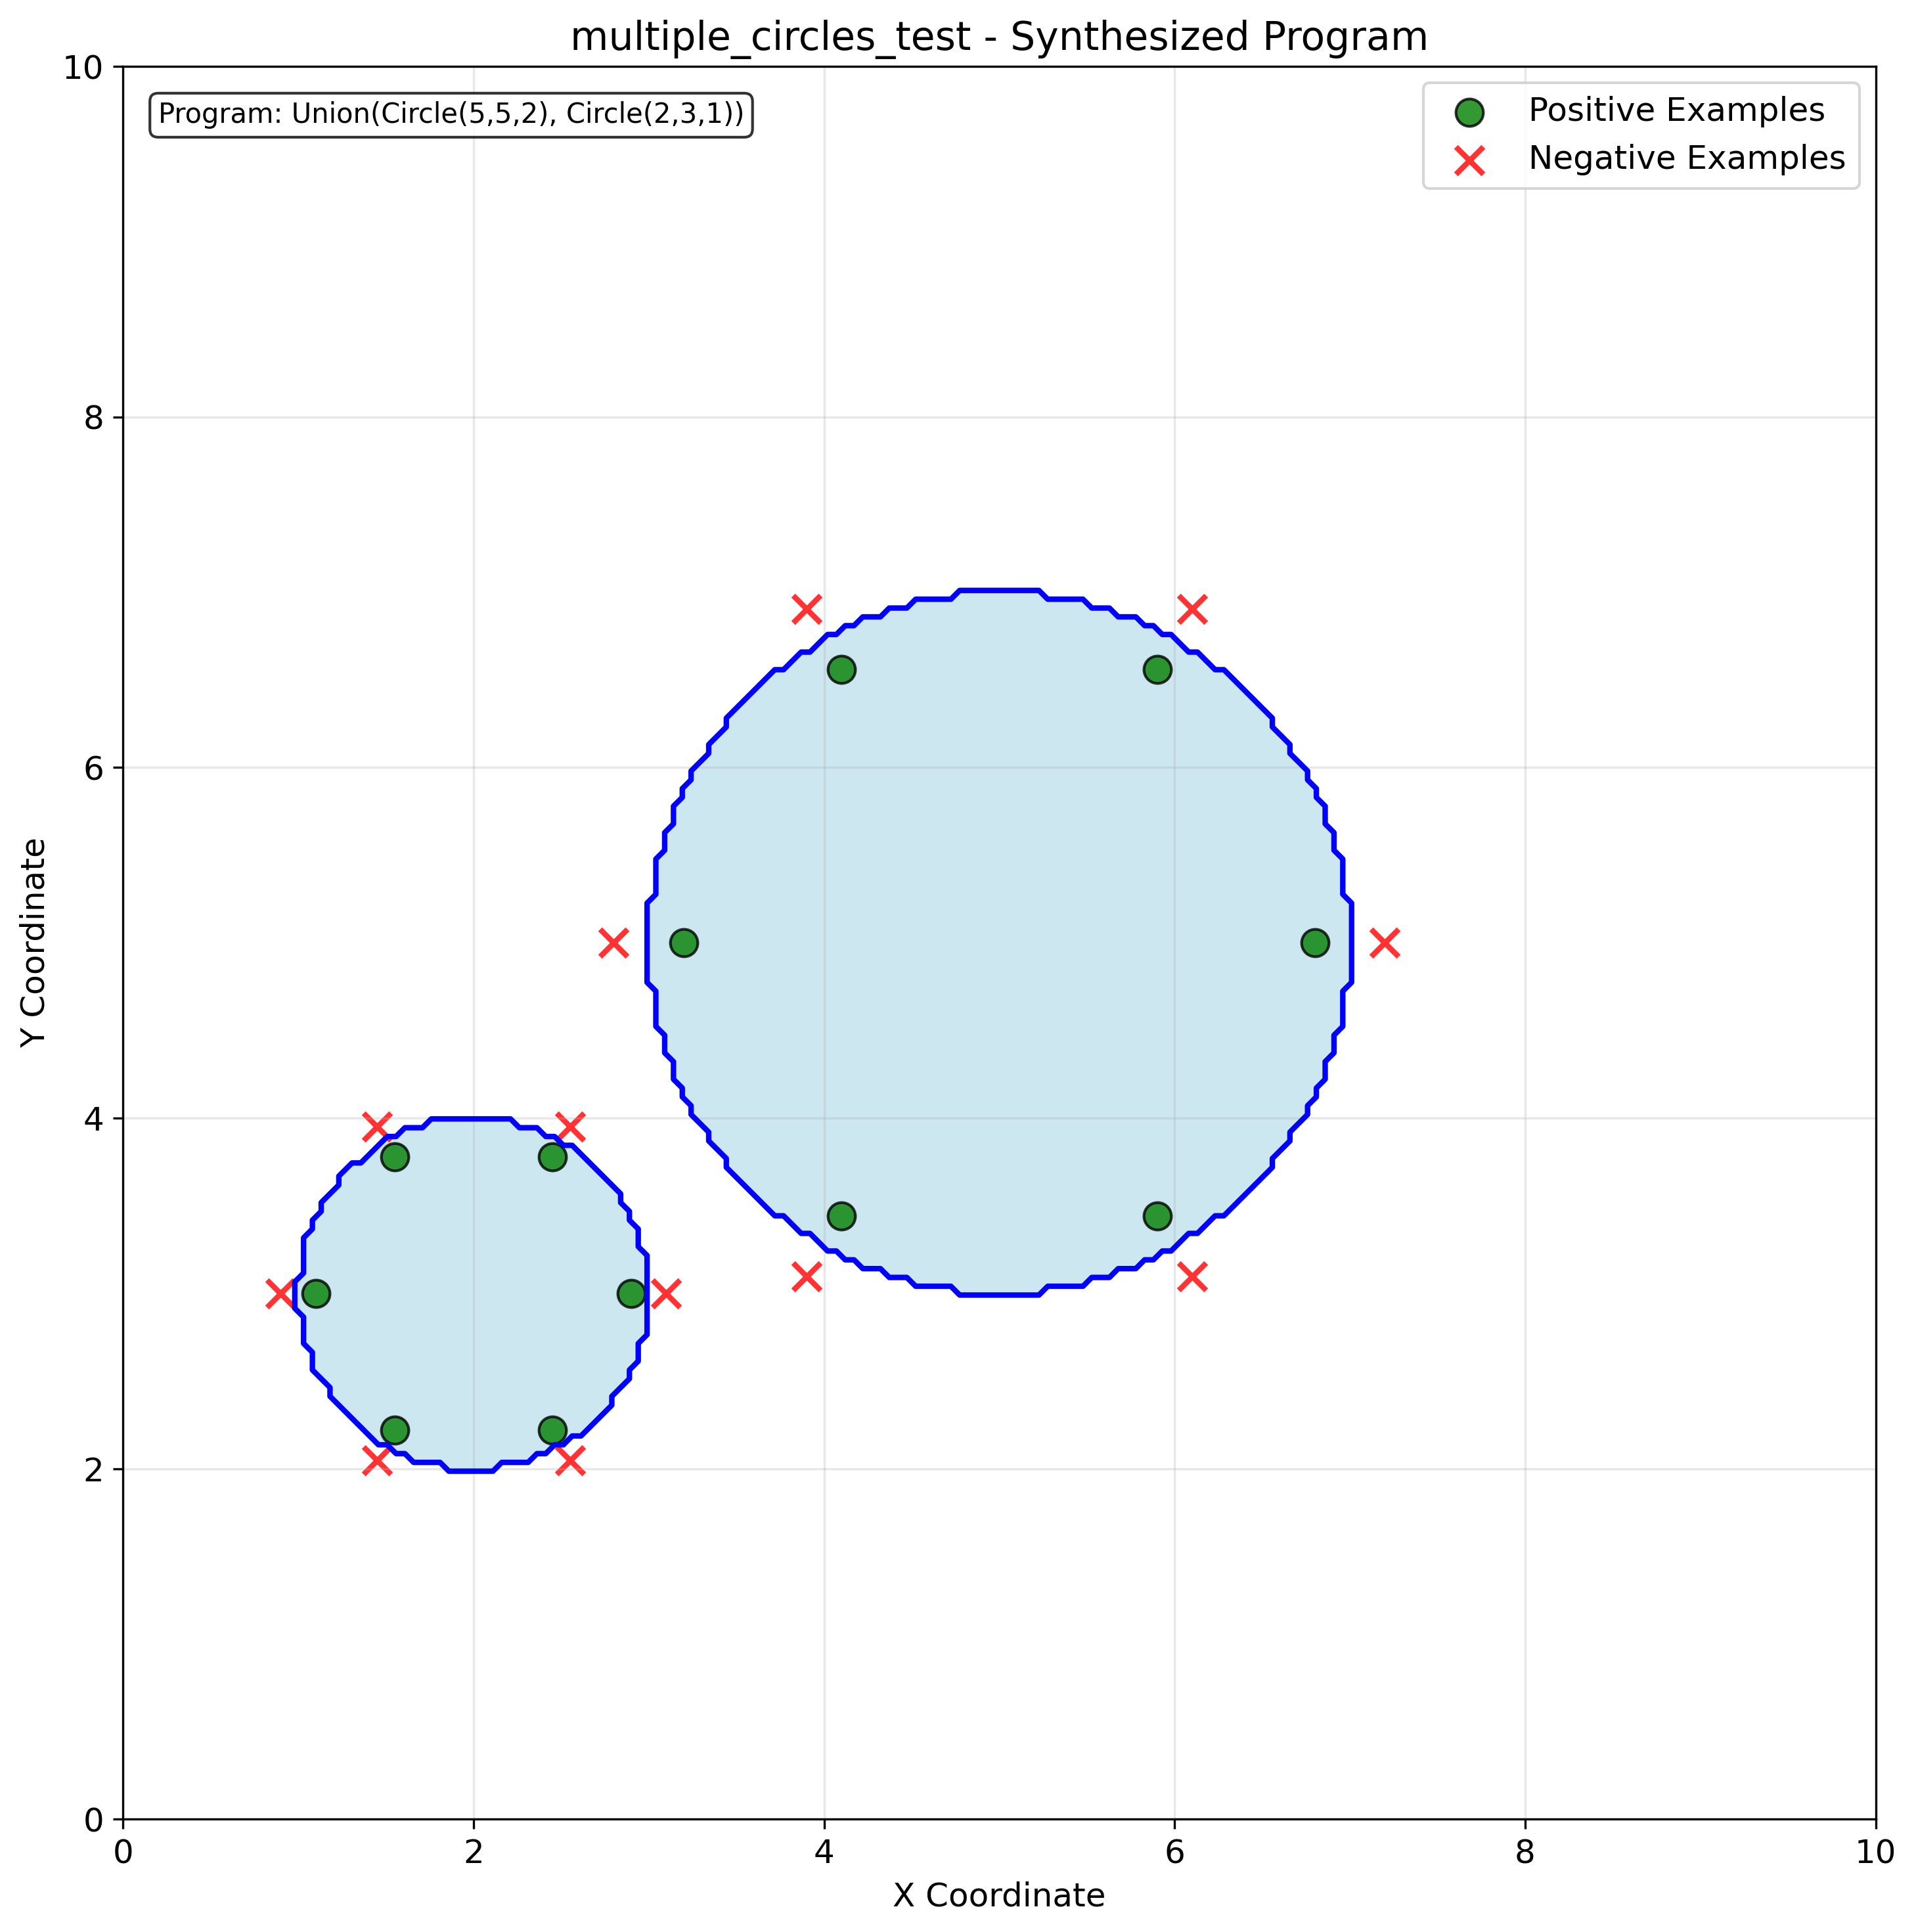 multiple_circles_test - Synthesized Program
Program: Union(Circle(5,5,2), Circle(2,3,1))
Positive Examples
Negative Examples
10
8
6
4
2
0
Y Coordinate
0 2 4 6 8 10
X Coordinate